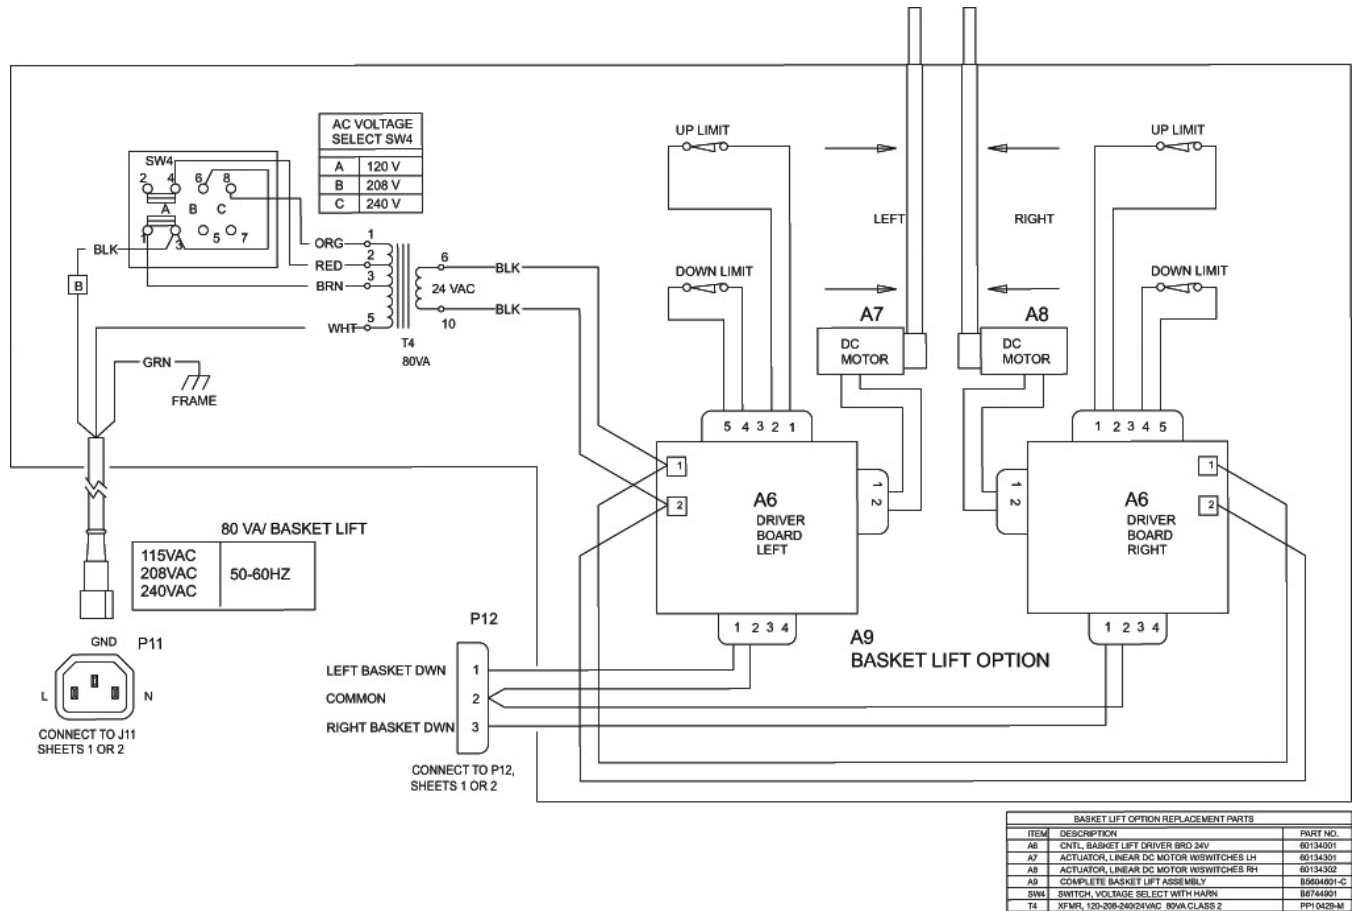 UP LIMIT
UP LIMIT
AC VOLTAGE
SELECT SW4
A 120 V
B 208 V
C 240 V
SW4
2 4 6 8
A B C
1 3 5 7
LEFT
RIGHT
BLK
B
ORG 1
RED 2
BRN 3
WHT 5
6
24 VAC
10
BLK
BLK
T4
80VA
DOWN LIMIT
DOWN LIMIT
A7
DC
MOTOR
A8
DC
MOTOR
GRN
FRAME
5 4 3 2 1
1 2 3 4 5
1
2
A6
DRIVER
BOARD
LEFT
1
2
1
2
A6
DRIVER
BOARD
RIGHT
1
2
80 VA/ BASKET LIFT
115VAC
208VAC
240VAC
50-60HZ
1 2 3 4
1 2 3 4
P12
A9
BASKET LIFT OPTION
GND P11
L N
CONNECT TO J11
SHEETS 1 OR 2
LEFT BASKET DWN 1
COMMON 2
RIGHT BASKET DWN 3
CONNECT TO P12,
SHEETS 1 OR 2
BASKET LIFT OPTION REPLACEMENT PARTS
ITEM DESCRIPTION PART NO.
A6 CNTL, BASKET LIFT DRIVER BRD 24V 60134001
A7 ACTUATOR, LINEAR DC MOTOR W/SWITCHES LH 60134301
A8 ACTUATOR, LINEAR DC MOTOR W/SWITCHES RH 60134302
A9 COMPLETE BASKET LIFT ASSEMBLY B5604601-C
SW4 SWITCH, VOLTAGE SELECT WITH HARN B6744901
T4 XFMR, 120-208-240/24VAC 80VA CLASS 2 PP10429-M